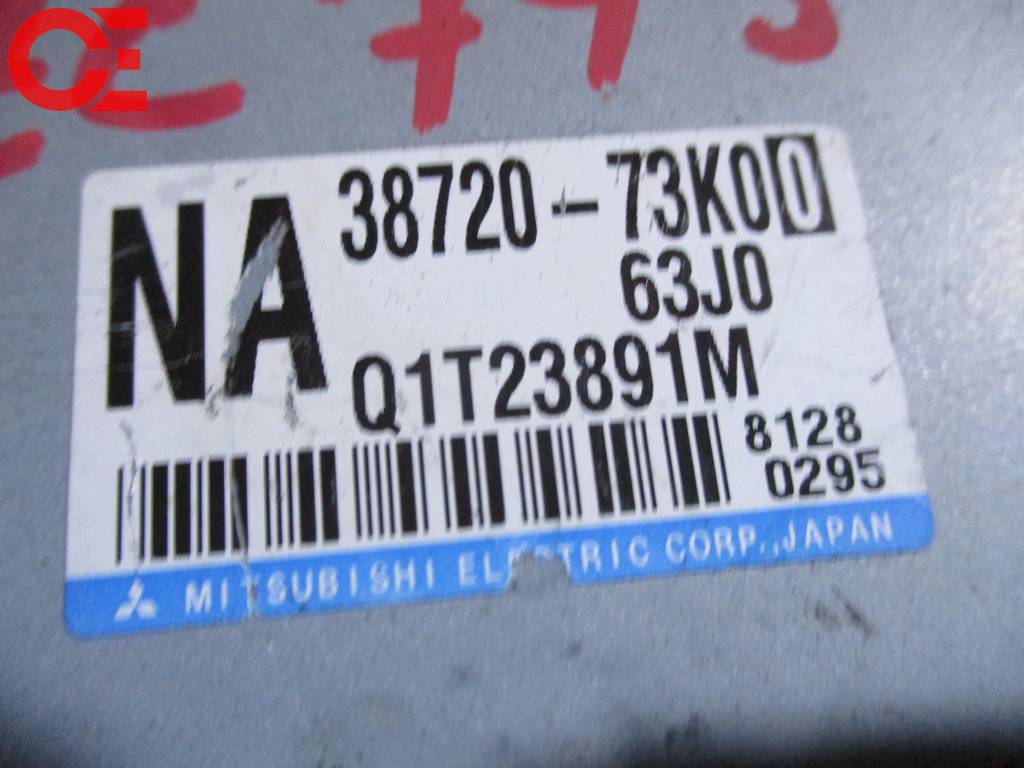 NA
38720-73K00
63J0
Q1T23891M
8128
0295
MITSUBISHI ELECTRIC CORP., JAPAN